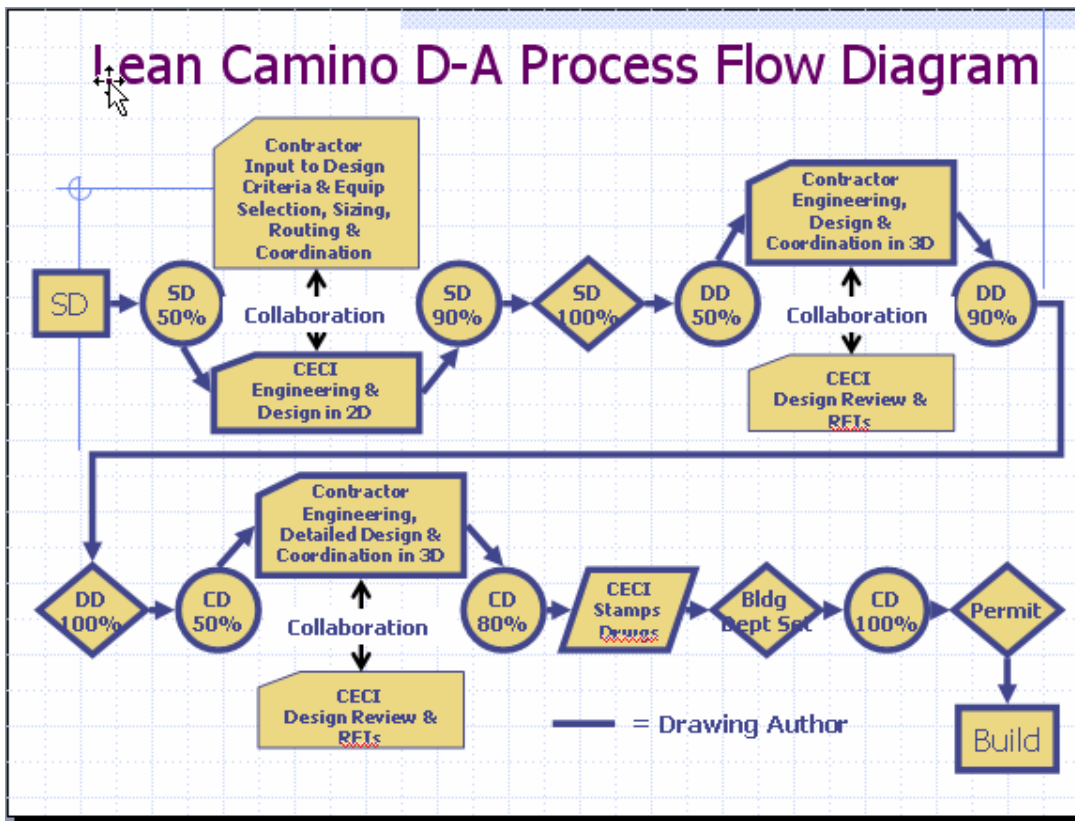 Lean Camino D-A Process Flow Diagram
Contractor
Input to Design
Criteria & Equip
Selection, Sizing,
Routing &
Coordination
Contractor
Engineering,
Design &
Coordination in 3D
SD
SD
50%
Collaboration
SD
90%
SD
100%
DD
50%
Collaboration
DD
90%
CECI
Engineering &
Design in 2D
CECI
Design Review &
RFIs
Contractor
Engineering,
Detailed Design &
Coordination in 3D
DD
100%
CD
50%
Collaboration
CD
80%
CECI
Stamps
Drwgs
Bldg
Dept Set
CD
100%
Permit
CECI
Design Review &
RFIs
= Drawing Author
Build